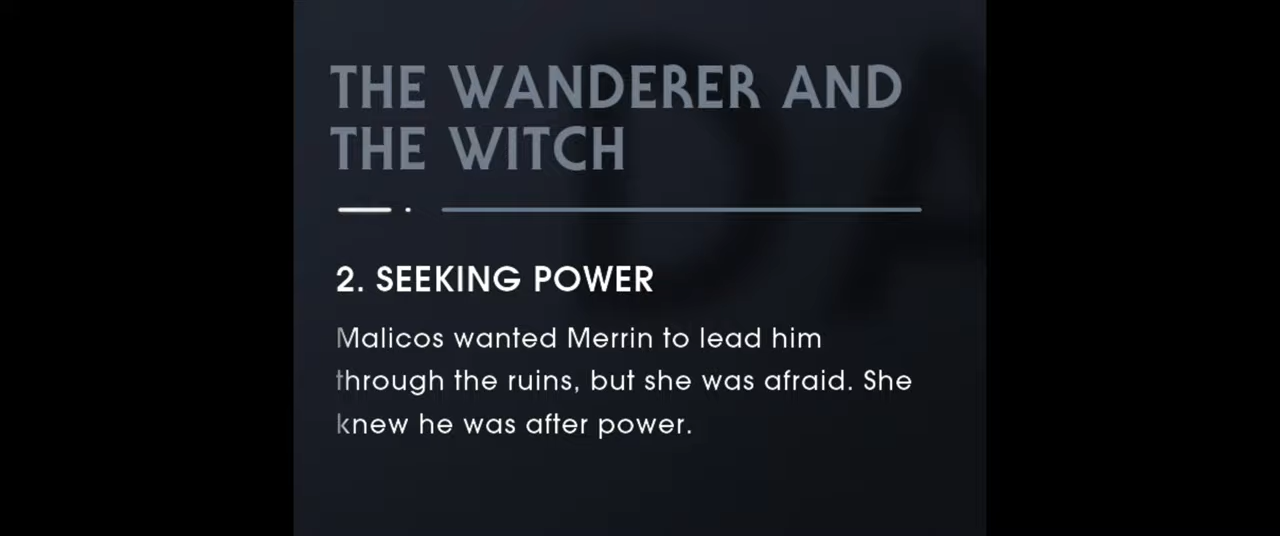 THE WANDERER AND
THE WITCH
2. SEEKING POWER
Malicos wanted Merrin to lead him
through the ruins, but she was afraid. She
knew he was after power.